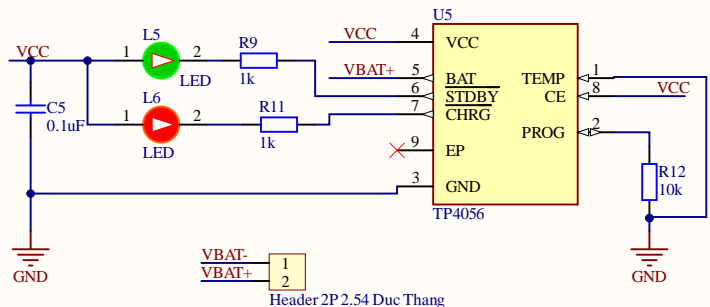 U5
L5
VCC
1
2
R9
LED
1k
L6
1
2
R11
LED
1k
C5
0.1uF
GND
VCC
4
VCC
VBAT+
5
BAT
6
STDBY
7
CHRG
9
EP
3
GND
TEMP
1
CE
8
VCC
PROG
2
TP4056
R12
10k
GND
VBAT-
1
VBAT+
2
Header 2P 2.54 Duc Thang